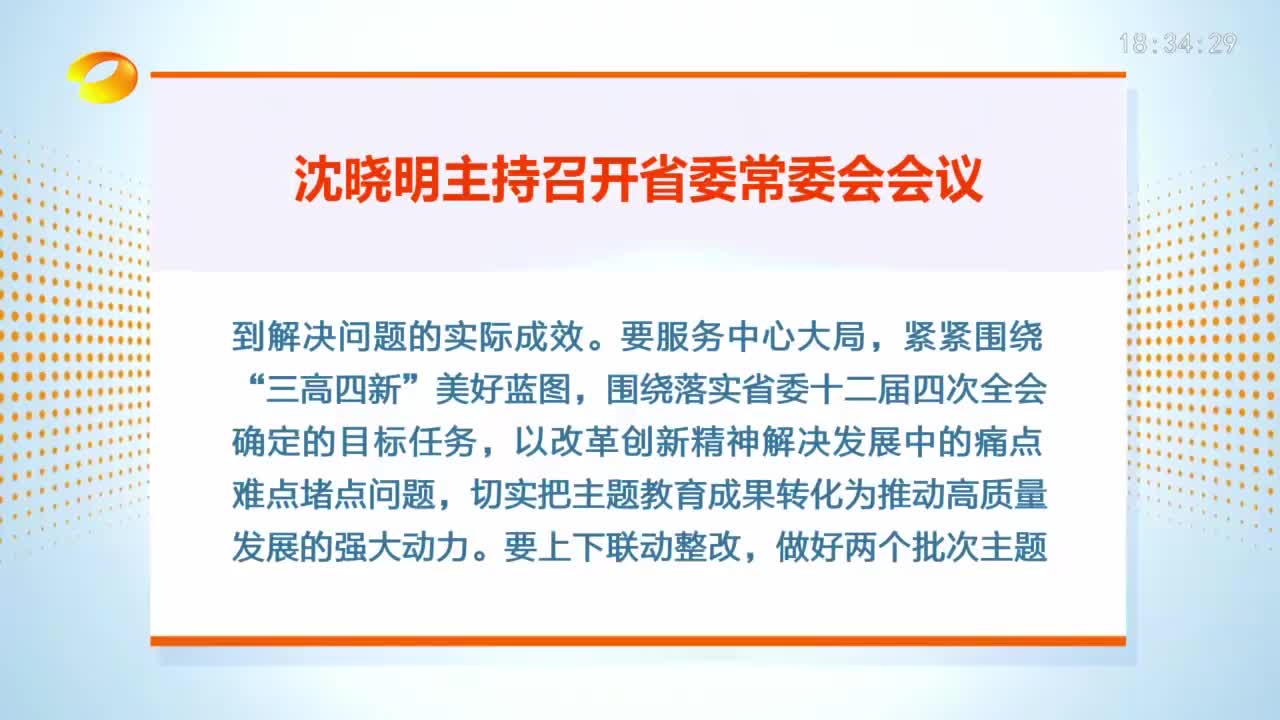 18:34:29
沈晓明主持召开省委常委会会议
到解决问题的实际成效。要服务中心大局，紧紧围绕
“三高四新”美好蓝图，围绕落实省委十二届四次全会
确定的目标任务，以改革创新精神解决发展中的痛点
难点堵点问题，切实把主题教育成果转化为推动高质量
发展的强大动力。要上下联动整改，做好两个批次主题